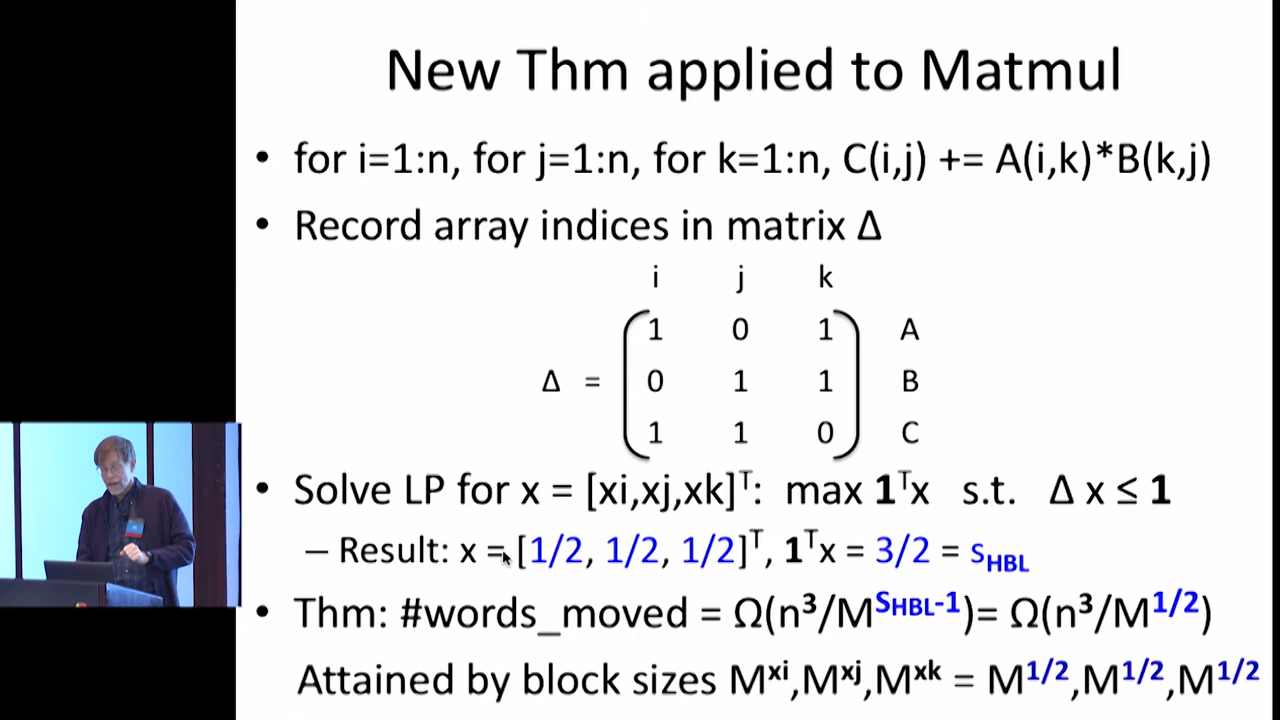 New Thm applied to Matmul
• for i=1:n, for j=1:n, for k=1:n, C(i,j) += A(i,k)*B(k,j)
• Record array indices in matrix Δ
i j k
1 0 1 A
Δ = 0 1 1 B
1 1 0 C
• Solve LP for x = [xi,xj,xk]ᵀ: max 1ᵀx s.t. Δ x ≤ 1
– Result: x = [1/2, 1/2, 1/2]ᵀ, 1ᵀx = 3/2 = s_HBL
• Thm: #words_moved = Ω(n³/M^(S_HBL-1))= Ω(n³/M^1/2)
Attained by block sizes M^xi,M^xj,M^xk = M^1/2,M^1/2,M^1/2